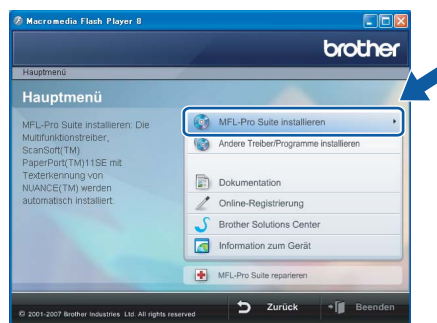 Macromedia Flash Player 8
brother
Hauptmenü
Hauptmenü
MFL-Pro Suite installieren: Die
Multifunktionstreiber,
ScanSoft(TM)
PaperPort(TM)11SE mit
Texterkennung von
NUANCE(TM) werden
automatisch installiert.
MFL-Pro Suite installieren
Andere Treiber/Programme installieren
Dokumentation
Online-Registrierung
Brother Solutions Center
Information zum Gerät
MFL-Pro Suite reparieren
© 2001-2007 Brother Industries Ltd. All rights reserved
Zurück
Beenden